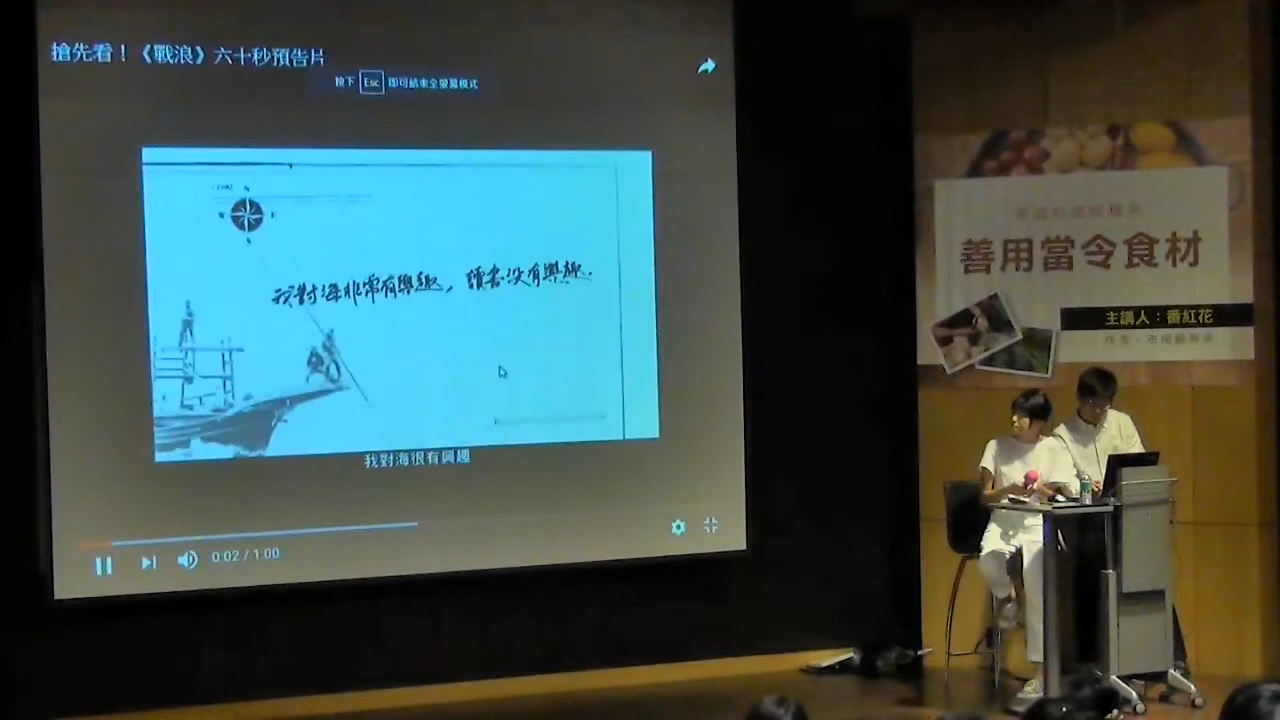 搶先看！《戰浪》六十秒預告片
按下 Esc 即可結束全螢幕模式
N
W E
S
我對海非常有興趣，讀書沒有興趣.
我對海很有興趣
0:02 / 1:00
善用當令食材
主講人：番紅花